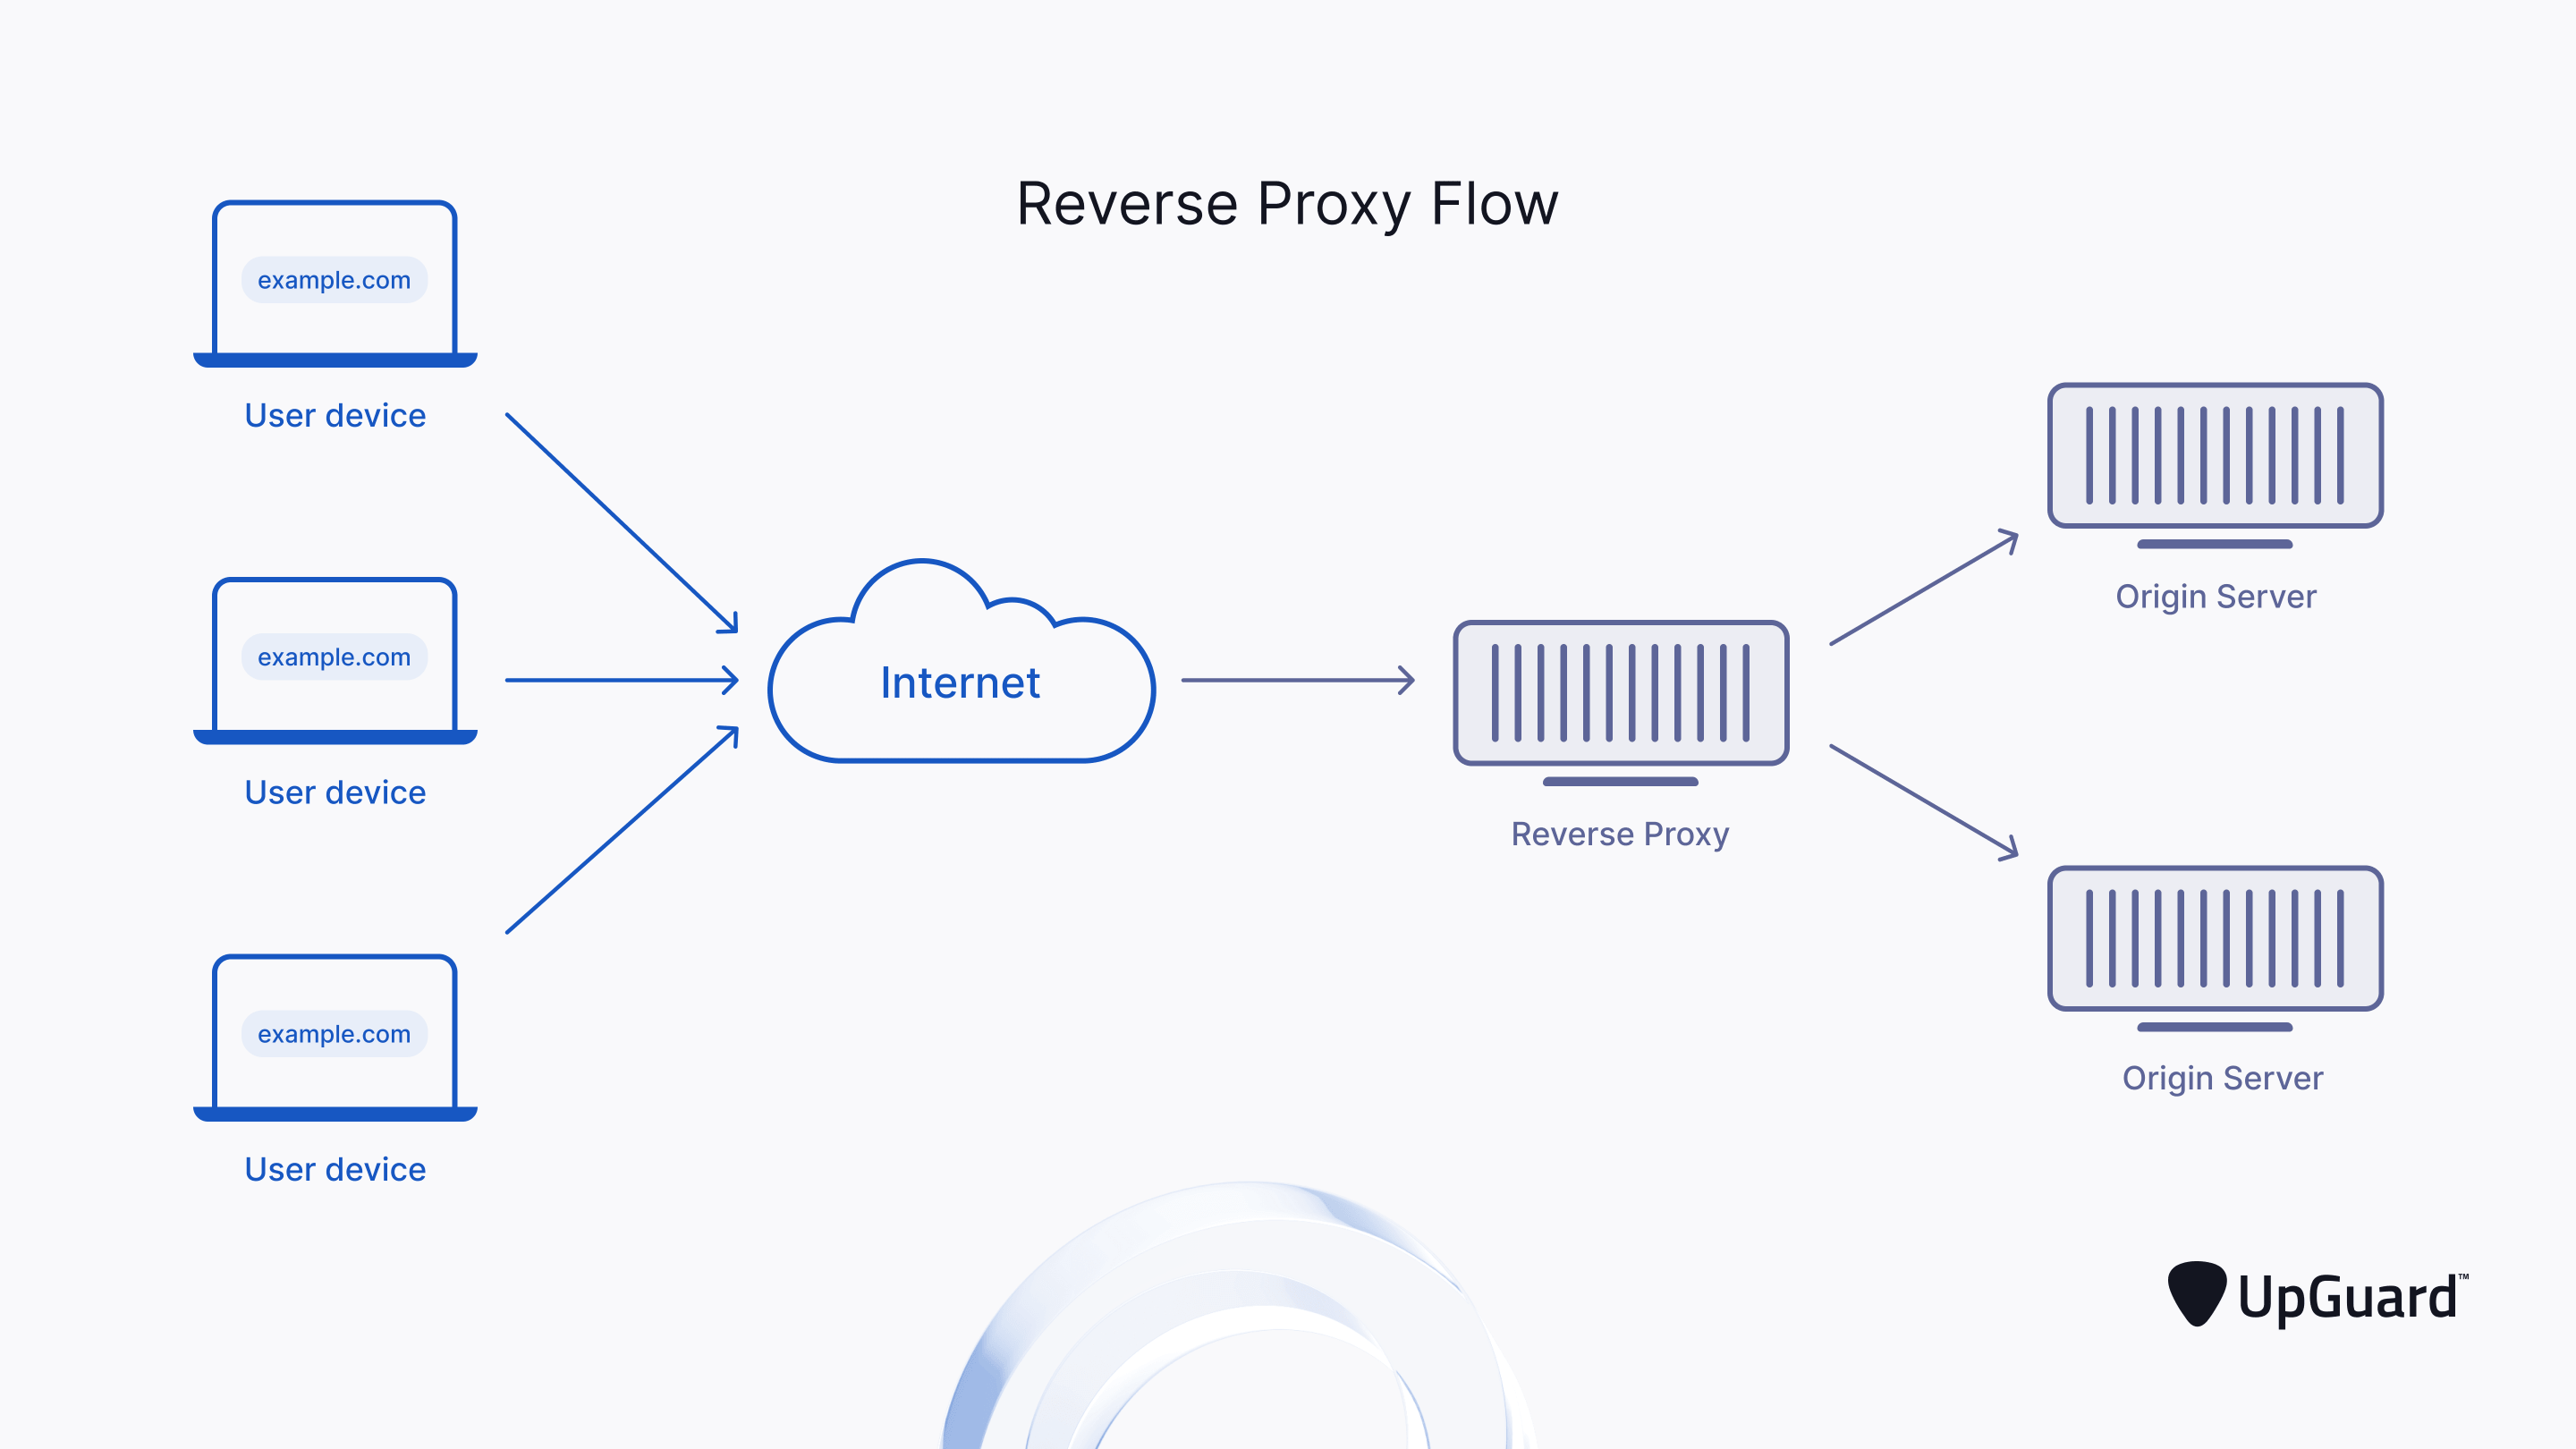 Reverse Proxy Flow
example.com
User device
example.com
User device
example.com
User device
Internet
Reverse Proxy
Origin Server
Origin Server
UpGuard™